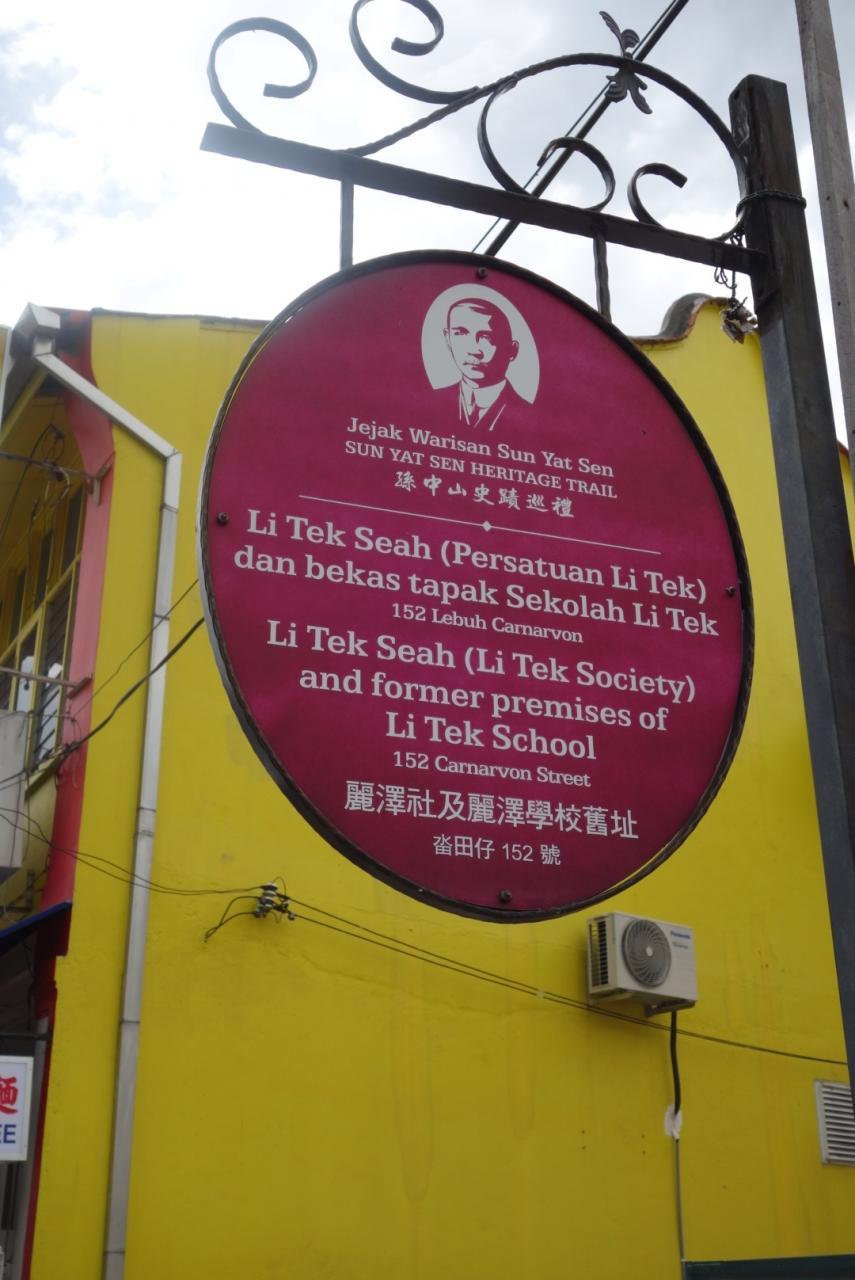 Jejak Warisan Sun Yat Sen
SUN YAT SEN HERITAGE TRAIL
孫中山史蹟巡禮
Li Tek Seah (Persatuan Li Tek)
dan bekas tapak Sekolah Li Tek
152 Lebuh Carnarvon
Li Tek Seah (Li Tek Society)
and former premises of
Li Tek School
152 Carnarvon Street
麗澤社及麗澤學校舊址
畓田仔 152 號
Panasonic
麵
EE